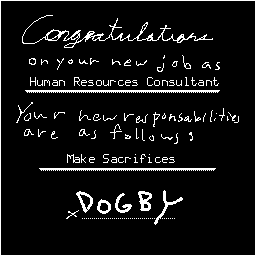 Congratulations
on your new job as
Human Resources Consultant
Your new responsabilities
are as follows:
Make Sacrifices
x DOGBY